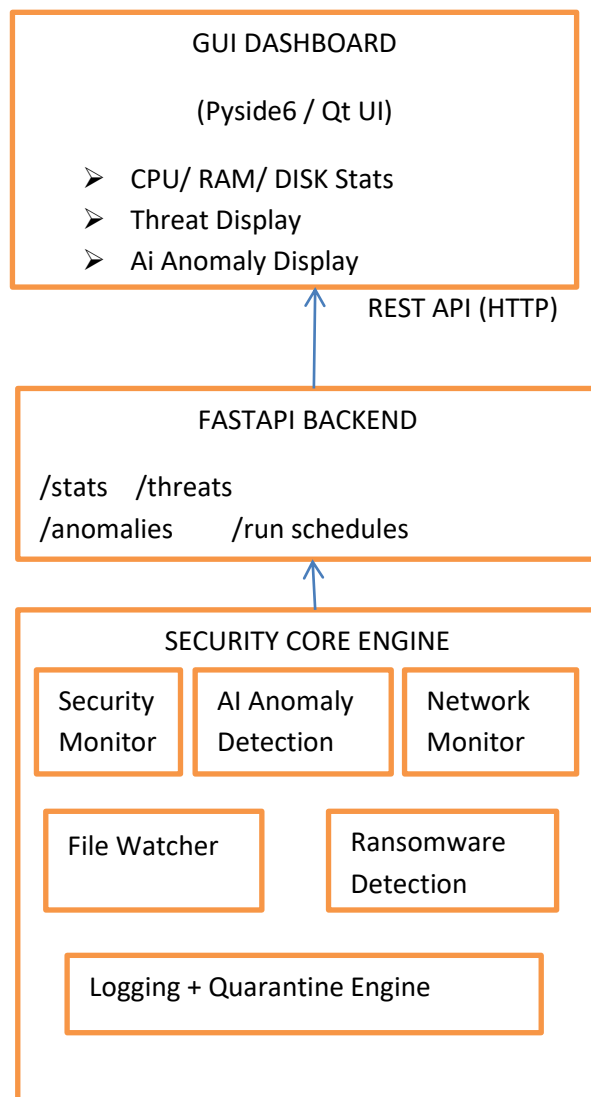 GUI DASHBOARD
(Pyside6 / Qt UI)
➢ CPU/ RAM/ DISK Stats
➢ Threat Display
➢ Ai Anomaly Display
REST API (HTTP)
FASTAPI BACKEND
/stats /threats
/anomalies /run schedules
SECURITY CORE ENGINE
Security
Monitor
AI Anomaly
Detection
Network
Monitor
File Watcher
Ransomware
Detection
Logging + Quarantine Engine